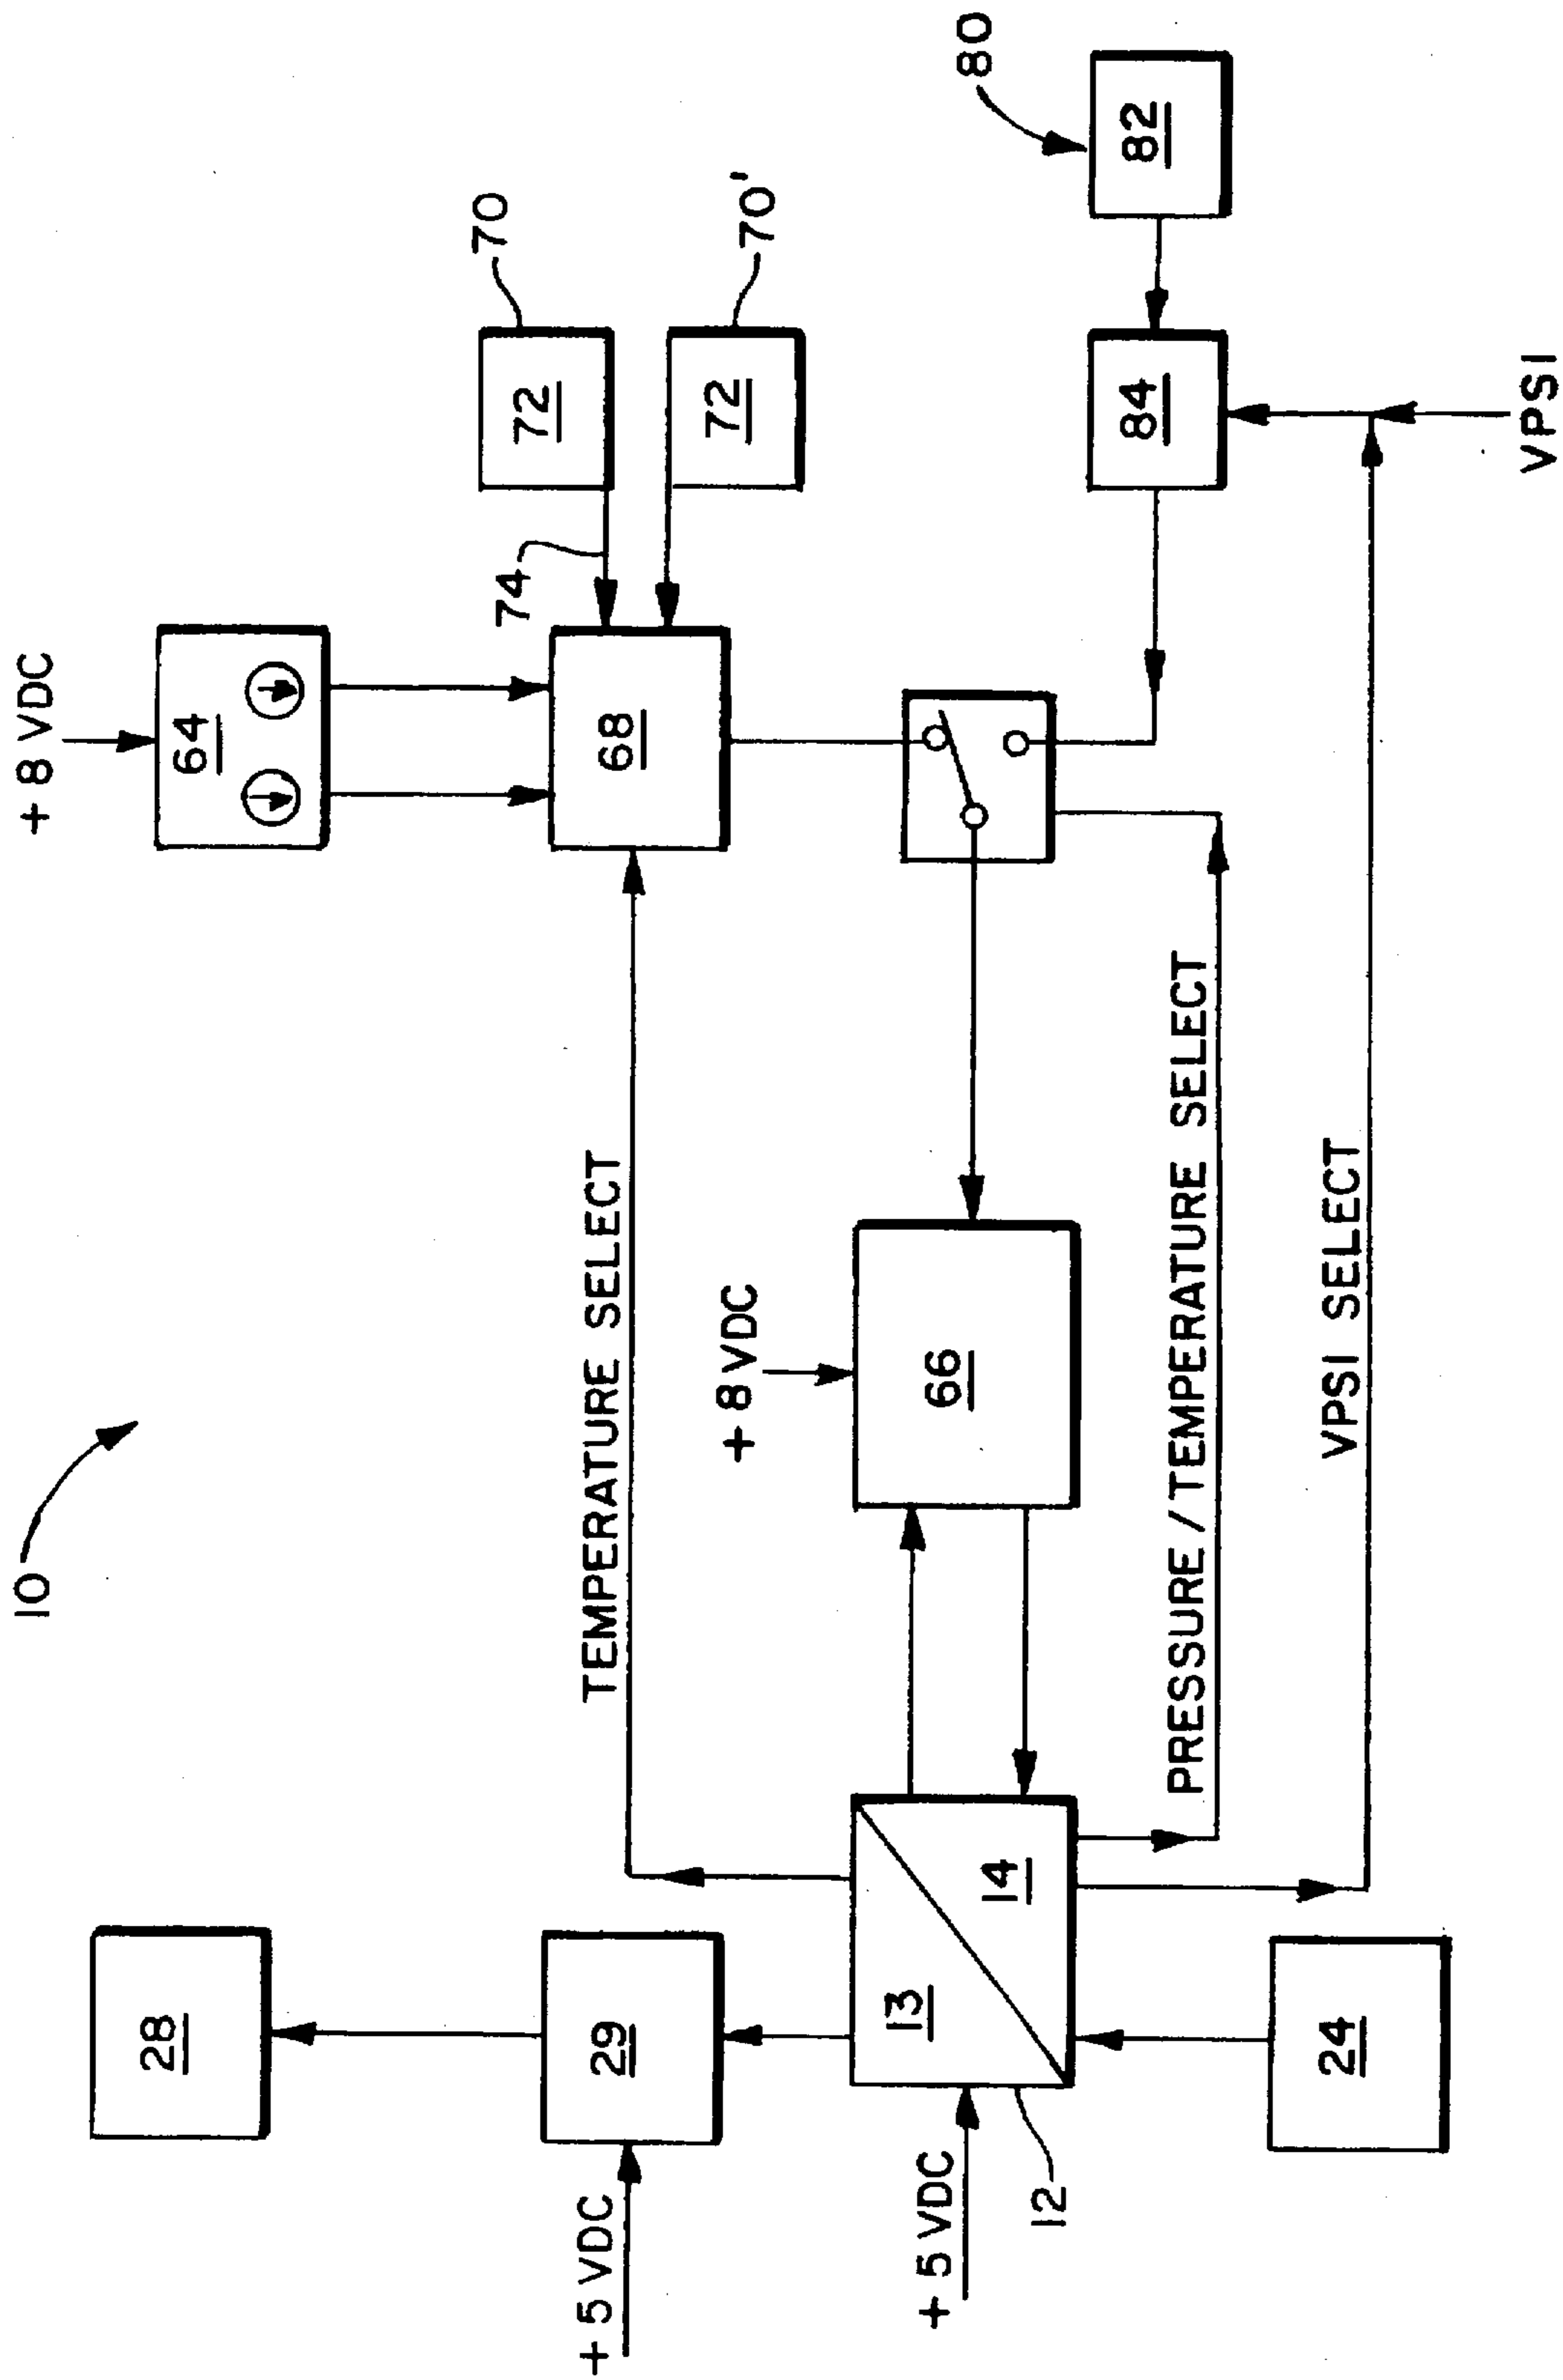 10
+ 8 VDC
28
64
+ 5 VDC
29
TEMPERATURE SELECT
68
74
72
70
72
70'
+ 8 VDC
+ 5 VDC
13
14
12
66
80
82
84
24
PRESSURE / TEMPERATURE SELECT
VPSI SELECT
VPSI